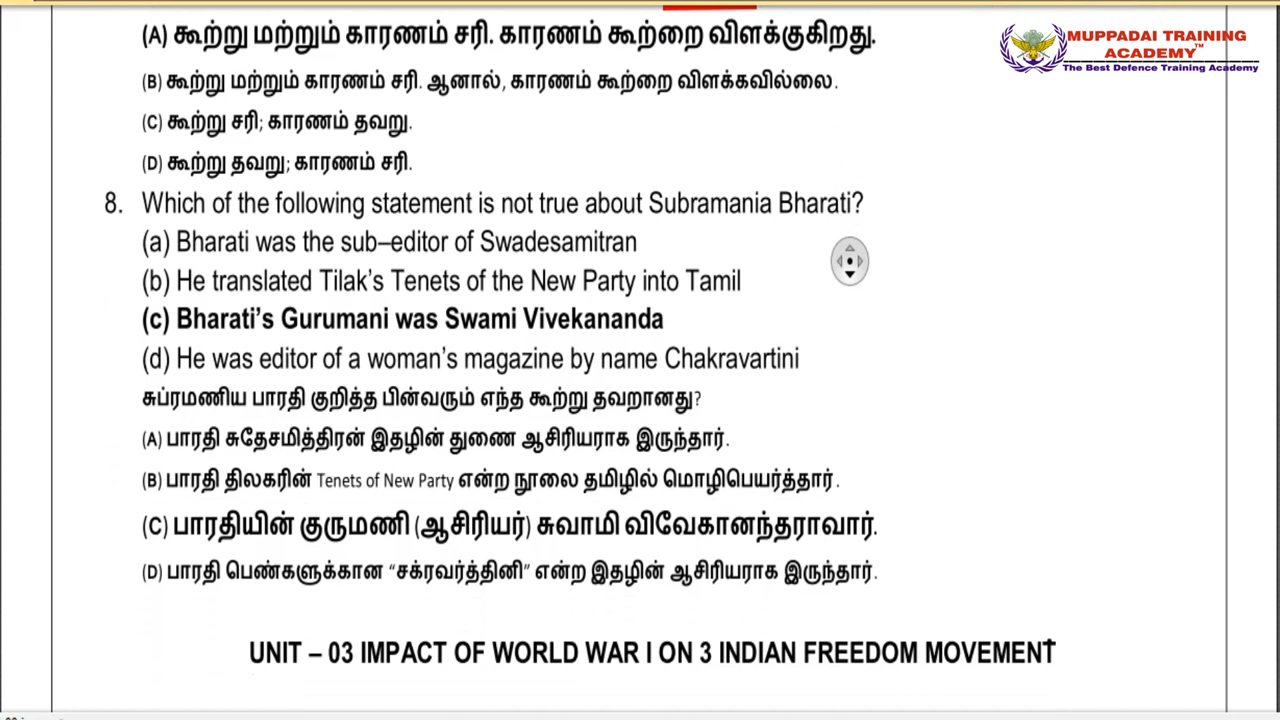 (A) கூற்று மற்றும் காரணம் சரி. காரணம் கூற்றை விளக்குகிறது.
MUPPADAI TRAINING
ACADEMY™
The Best Defence Training Academy
(B) கூற்று மற்றும் காரணம் சரி. ஆனால், காரணம் கூற்றை விளக்கவில்லை.
(C) கூற்று சரி; காரணம் தவறு.
(D) கூற்று தவறு; காரணம் சரி.
8. Which of the following statement is not true about Subramania Bharati?
(a) Bharati was the sub–editor of Swadesamitran
(b) He translated Tilak’s Tenets of the New Party into Tamil
(c) Bharati’s Gurumani was Swami Vivekananda
(d) He was editor of a woman’s magazine by name Chakravartini
சுப்ரமணிய பாரதி குறித்த பின்வரும் எந்த கூற்று தவறானது?
(A) பாரதி சுதேசமித்திரன் இதழின் துணை ஆசிரியராக இருந்தார்.
(B) பாரதி திலகரின் Tenets of New Party என்ற நூலை தமிழில் மொழிபெயர்த்தார்.
(C) பாரதியின் குருமணி (ஆசிரியர்) சுவாமி விவேகானந்தராவார்.
(D) பாரதி பெண்களுக்கான “சக்ரவர்த்தினி” என்ற இதழின் ஆசிரியராக இருந்தார்.
UNIT – 03 IMPACT OF WORLD WAR I ON 3 INDIAN FREEDOM MOVEMENT